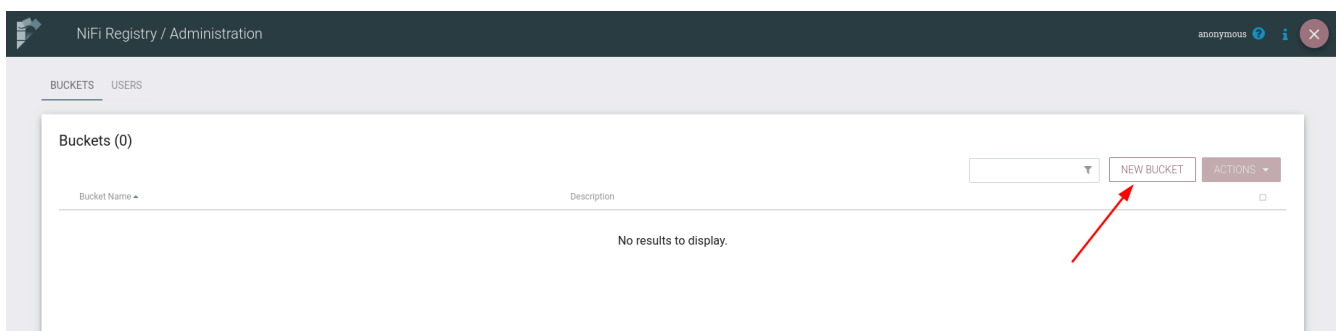 NiFi Registry / Administration
anonymous
BUCKETS USERS
Buckets (0)
NEW BUCKET ACTIONS
Bucket Name Description
No results to display.